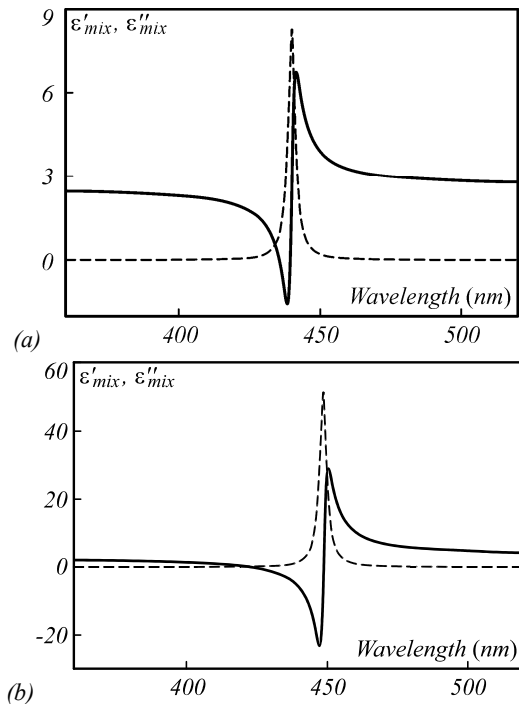 9
ε′mix, ε″mix
6
3
0
Wavelength (nm)
(a)
400
450
500
60
ε′mix, ε″mix
40
20
0
-20
Wavelength (nm)
(b)
400
450
500